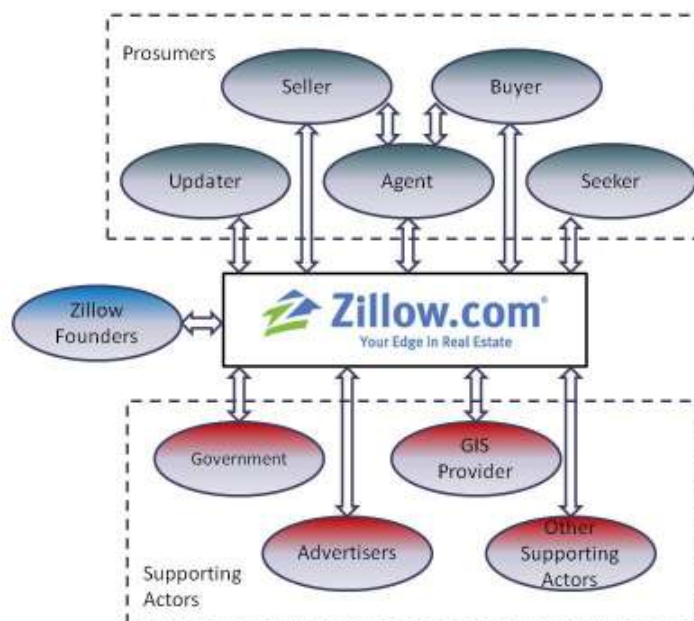 Prosumers
Seller
Buyer
Updater
Agent
Seeker
Zillow
Founders
Zillow.com®
Your Edge in Real Estate
Government
GIS
Provider
Advertisers
Other
Supporting
Actors
Supporting
Actors